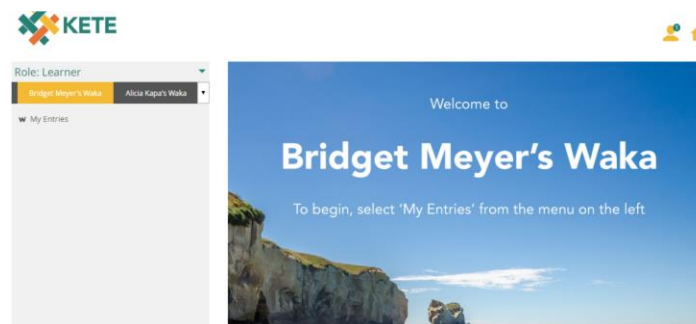 KETE
1
Role: Learner
Bridget Meyer's Waka Alicia Kapa's Waka
W My Entries
Welcome to
Bridget Meyer's Waka
To begin, select 'My Entries' from the menu on the left